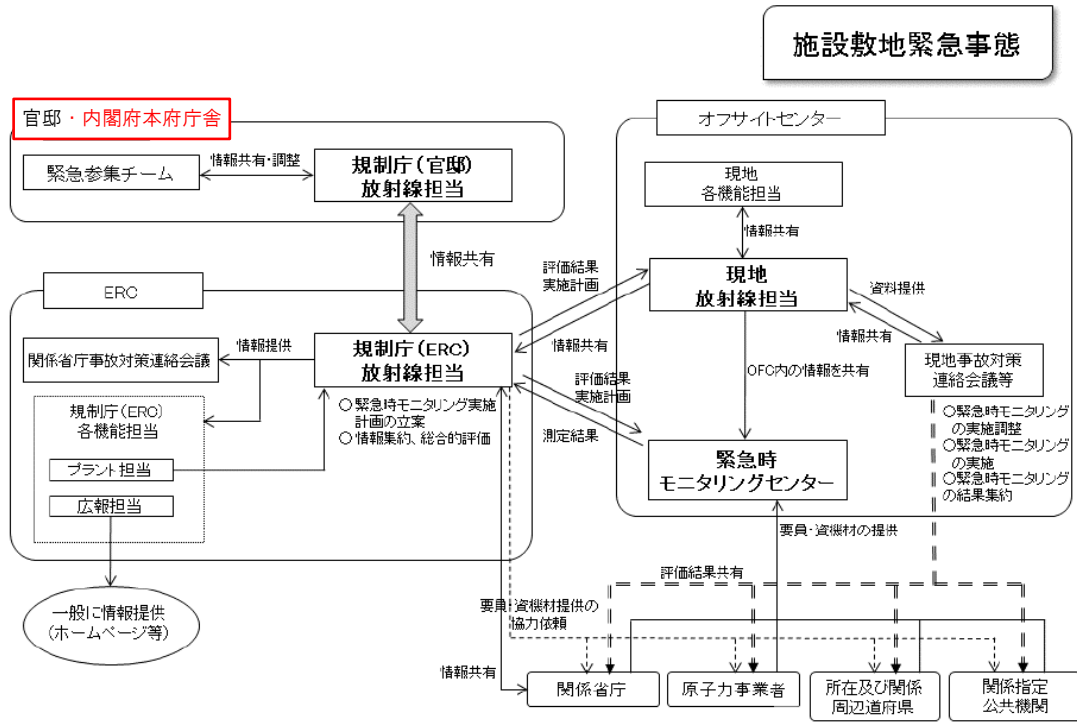 施設敷地緊急事態
官邸・内閣府本府庁舎
緊急参集チーム
情報共有・調整
規制庁(官邸)
放射線担当
情報共有
ERC
関係省庁事故対策連絡会議
情報提供
規制庁(ERC)
放射線担当
○緊急時モニタリング実施
計画の立案
○情報集約、総合的評価
規制庁(ERC)
各機能担当
プラント担当
広報担当
一般に情報提供
(ホームページ等)
オフサイトセンター
現地
各機能担当
情報共有
現地
放射線担当
評価結果
実施計画
情報共有
資料提供
情報共有
現地事故対策
連絡会議等
OFC内の情報を共有
評価結果
実施計画
測定結果
緊急時
モニタリングセンター
○緊急時モニタリング
の実施調整
○緊急時モニタリング
の実施
○緊急時モニタリング
の結果集約
要員・資機材の提供
評価結果共有
要員・資機材提供の
協力依頼
情報共有
関係省庁
原子力事業者
所在及び関係
周辺道府県
関係指定
公共機関